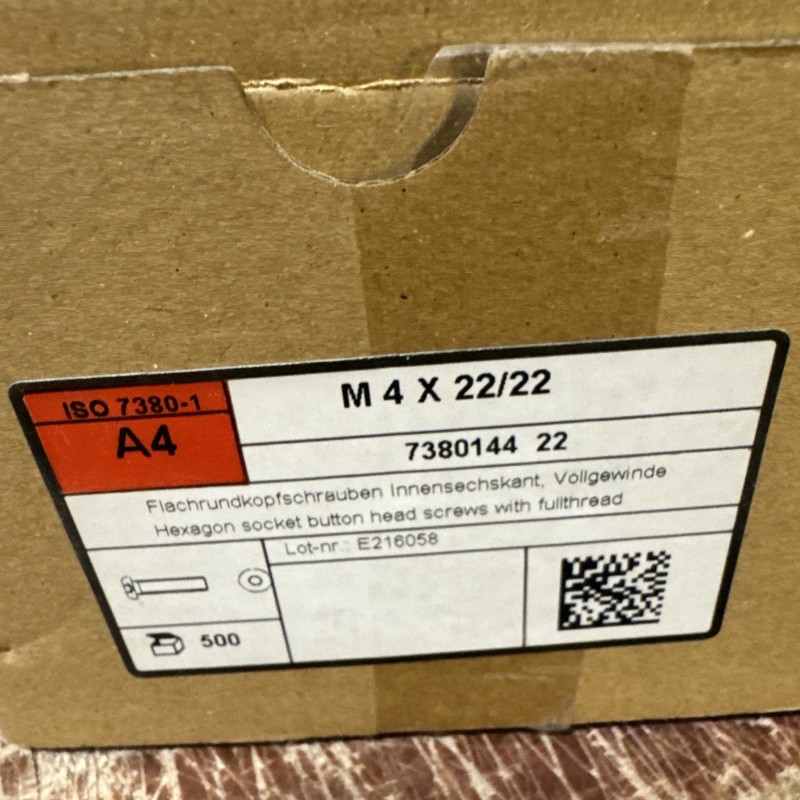 ISO 7380-1
A4
M 4 X 22/22
7380144 22
Flachrundkopfschrauben Innensechskant, Vollgewinde
Hexagon socket button head screws with fullthread
Lot-nr.: E216058
500